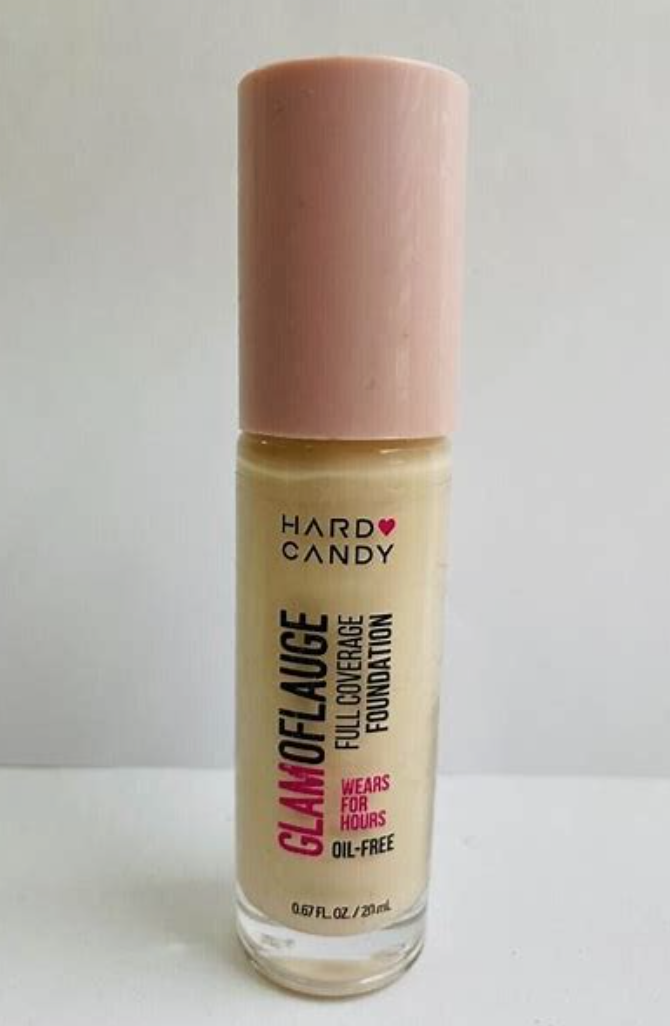 HARD♥
CANDY
GLAMOFLAUGE
FULL COVERAGE
FOUNDATION
WEARS
FOR
HOURS
OIL-FREE
0.67 FL. OZ. / 20 mL